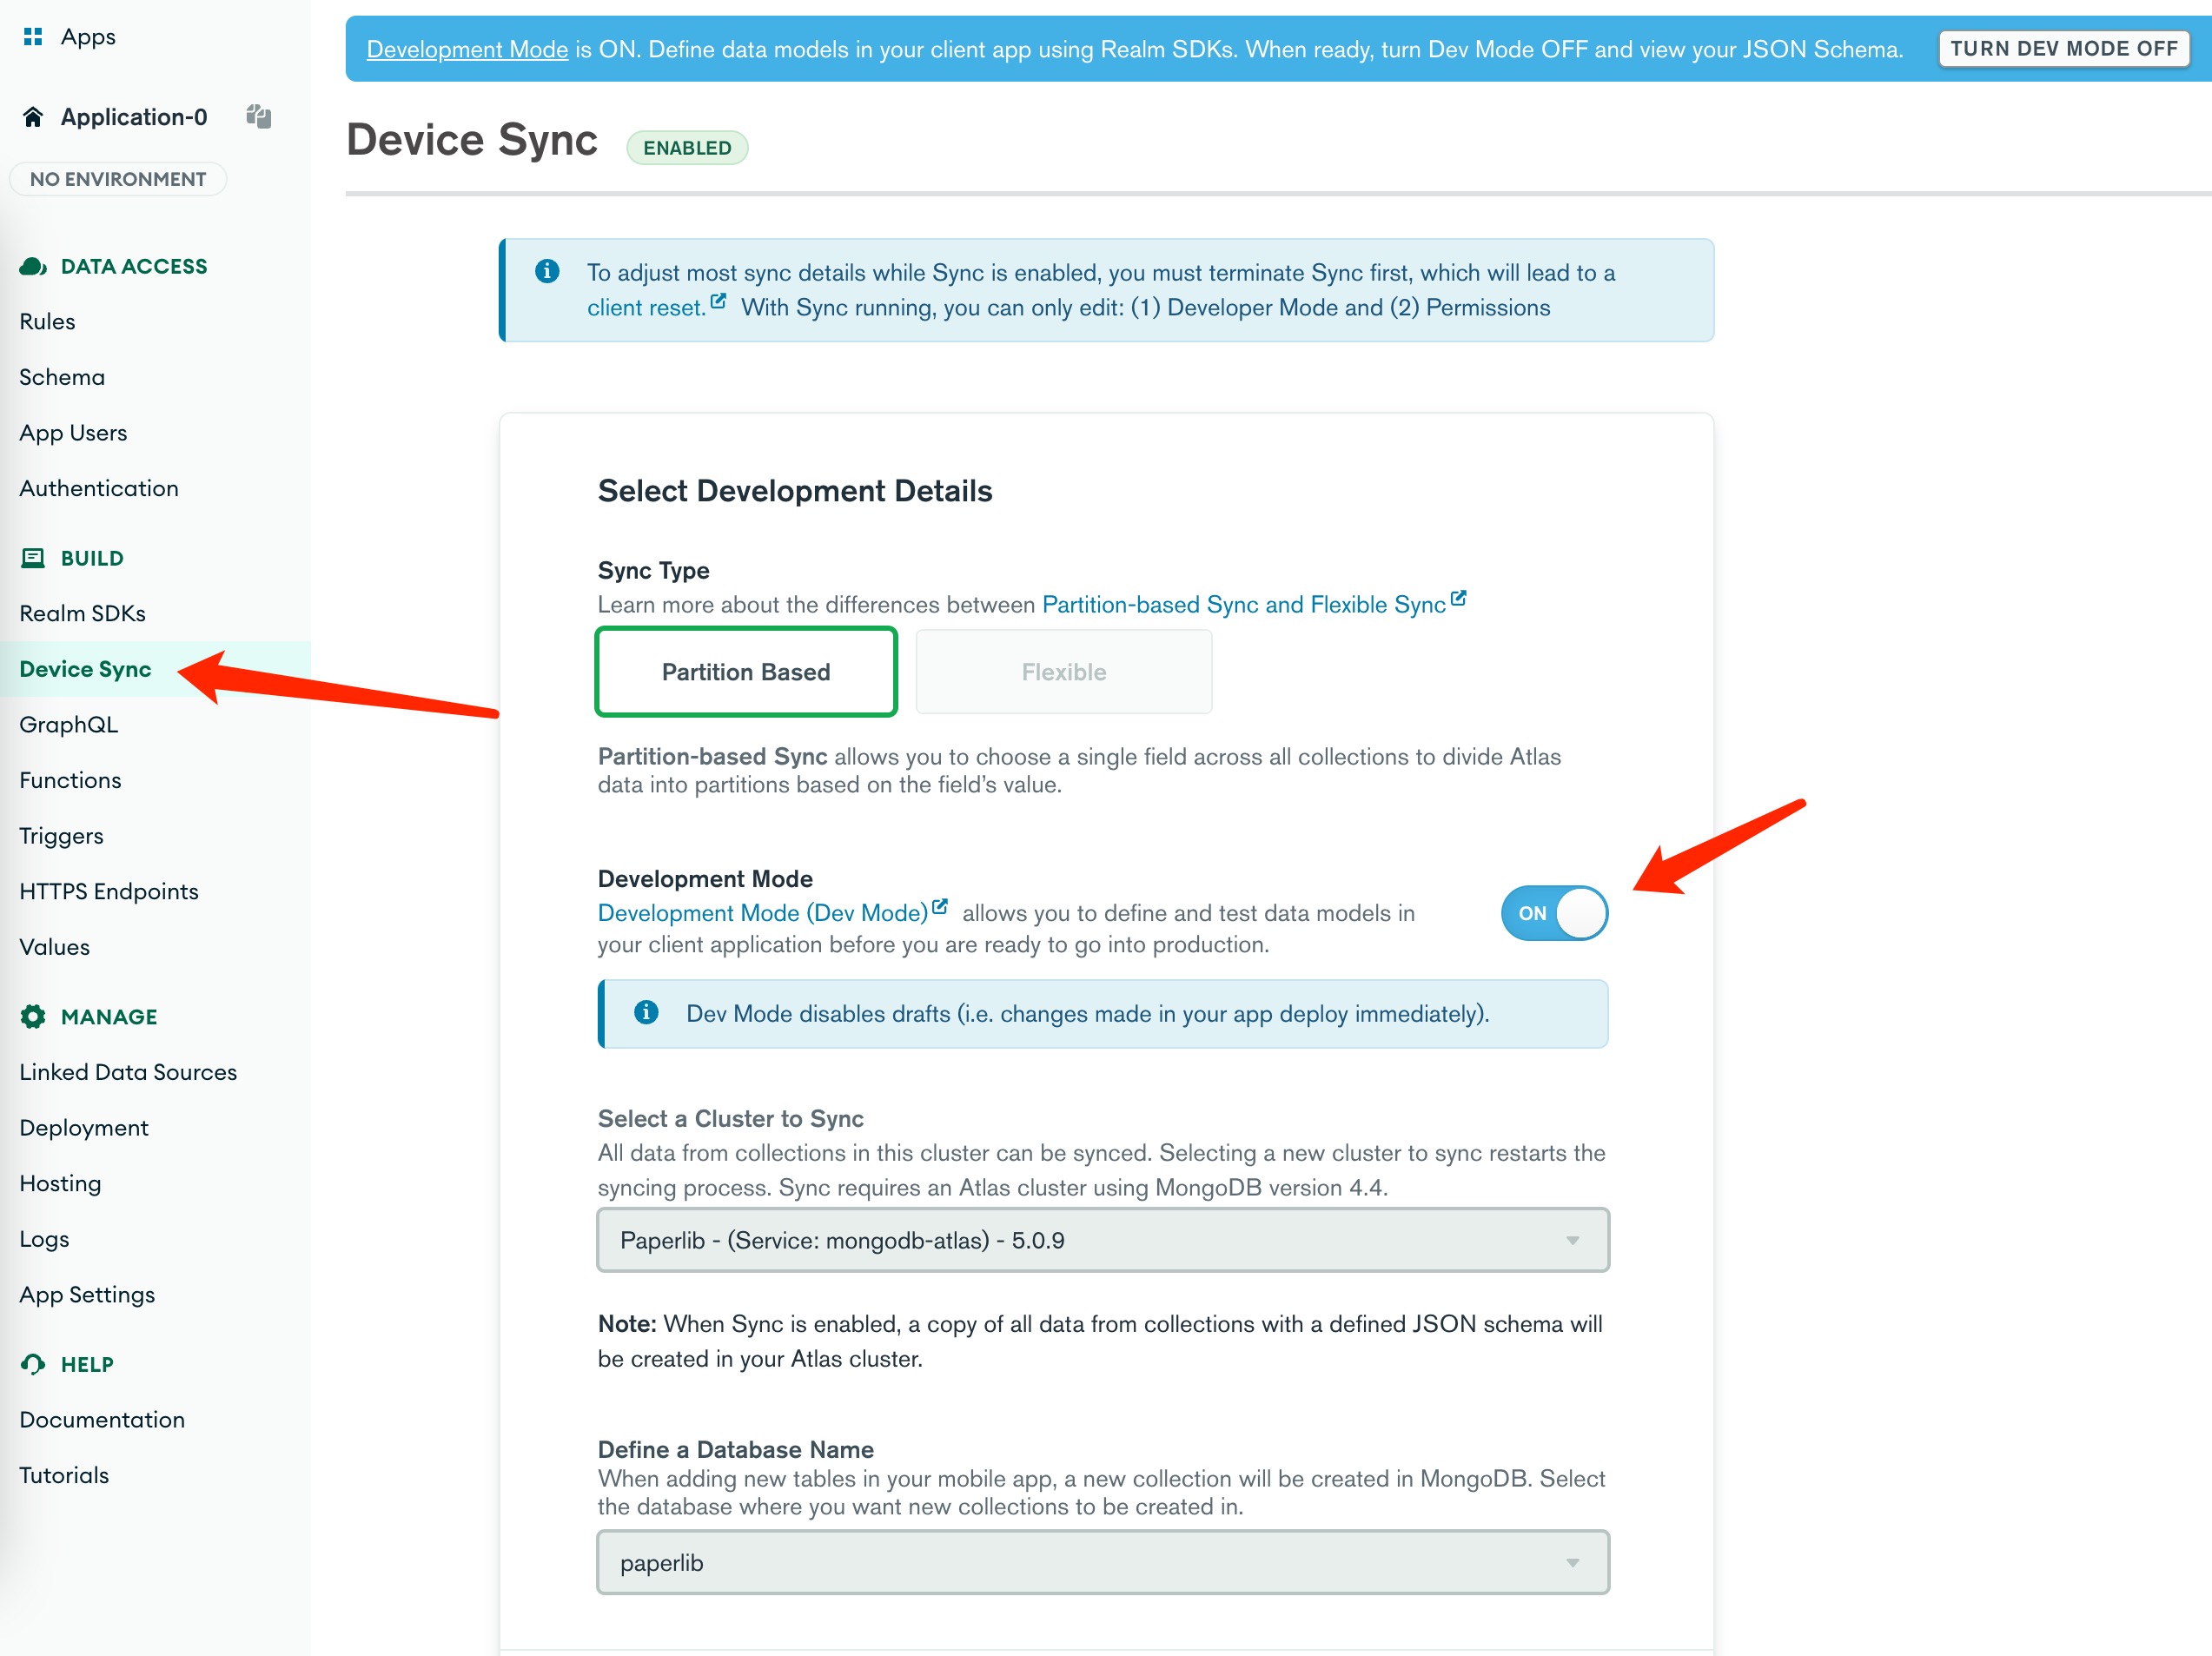 Apps
Application-0
NO ENVIRONMENT
DATA ACCESS
Rules
Schema
App Users
Authentication
BUILD
Realm SDKs
Device Sync
GraphQL
Functions
Triggers
HTTPS Endpoints
Values
MANAGE
Linked Data Sources
Deployment
Hosting
Logs
App Settings
HELP
Documentation
Tutorials
Development Mode is ON. Define data models in your client app using Realm SDKs. When ready, turn Dev Mode OFF and view your JSON Schema.
TURN DEV MODE OFF
Device Sync
ENABLED
To adjust most sync details while Sync is enabled, you must terminate Sync first, which will lead to a
client reset. With Sync running, you can only edit: (1) Developer Mode and (2) Permissions
Select Development Details
Sync Type
Learn more about the differences between Partition-based Sync and Flexible Sync
Partition Based
Flexible
Partition-based Sync allows you to choose a single field across all collections to divide Atlas
data into partitions based on the field’s value.
Development Mode
Development Mode (Dev Mode) allows you to define and test data models in
your client application before you are ready to go into production.
ON
Dev Mode disables drafts (i.e. changes made in your app deploy immediately).
Select a Cluster to Sync
All data from collections in this cluster can be synced. Selecting a new cluster to sync restarts the
syncing process. Sync requires an Atlas cluster using MongoDB version 4.4.
Paperlib - (Service: mongodb-atlas) - 5.0.9
Note: When Sync is enabled, a copy of all data from collections with a defined JSON schema will
be created in your Atlas cluster.
Define a Database Name
When adding new tables in your mobile app, a new collection will be created in MongoDB. Select
the database where you want new collections to be created in.
paperlib